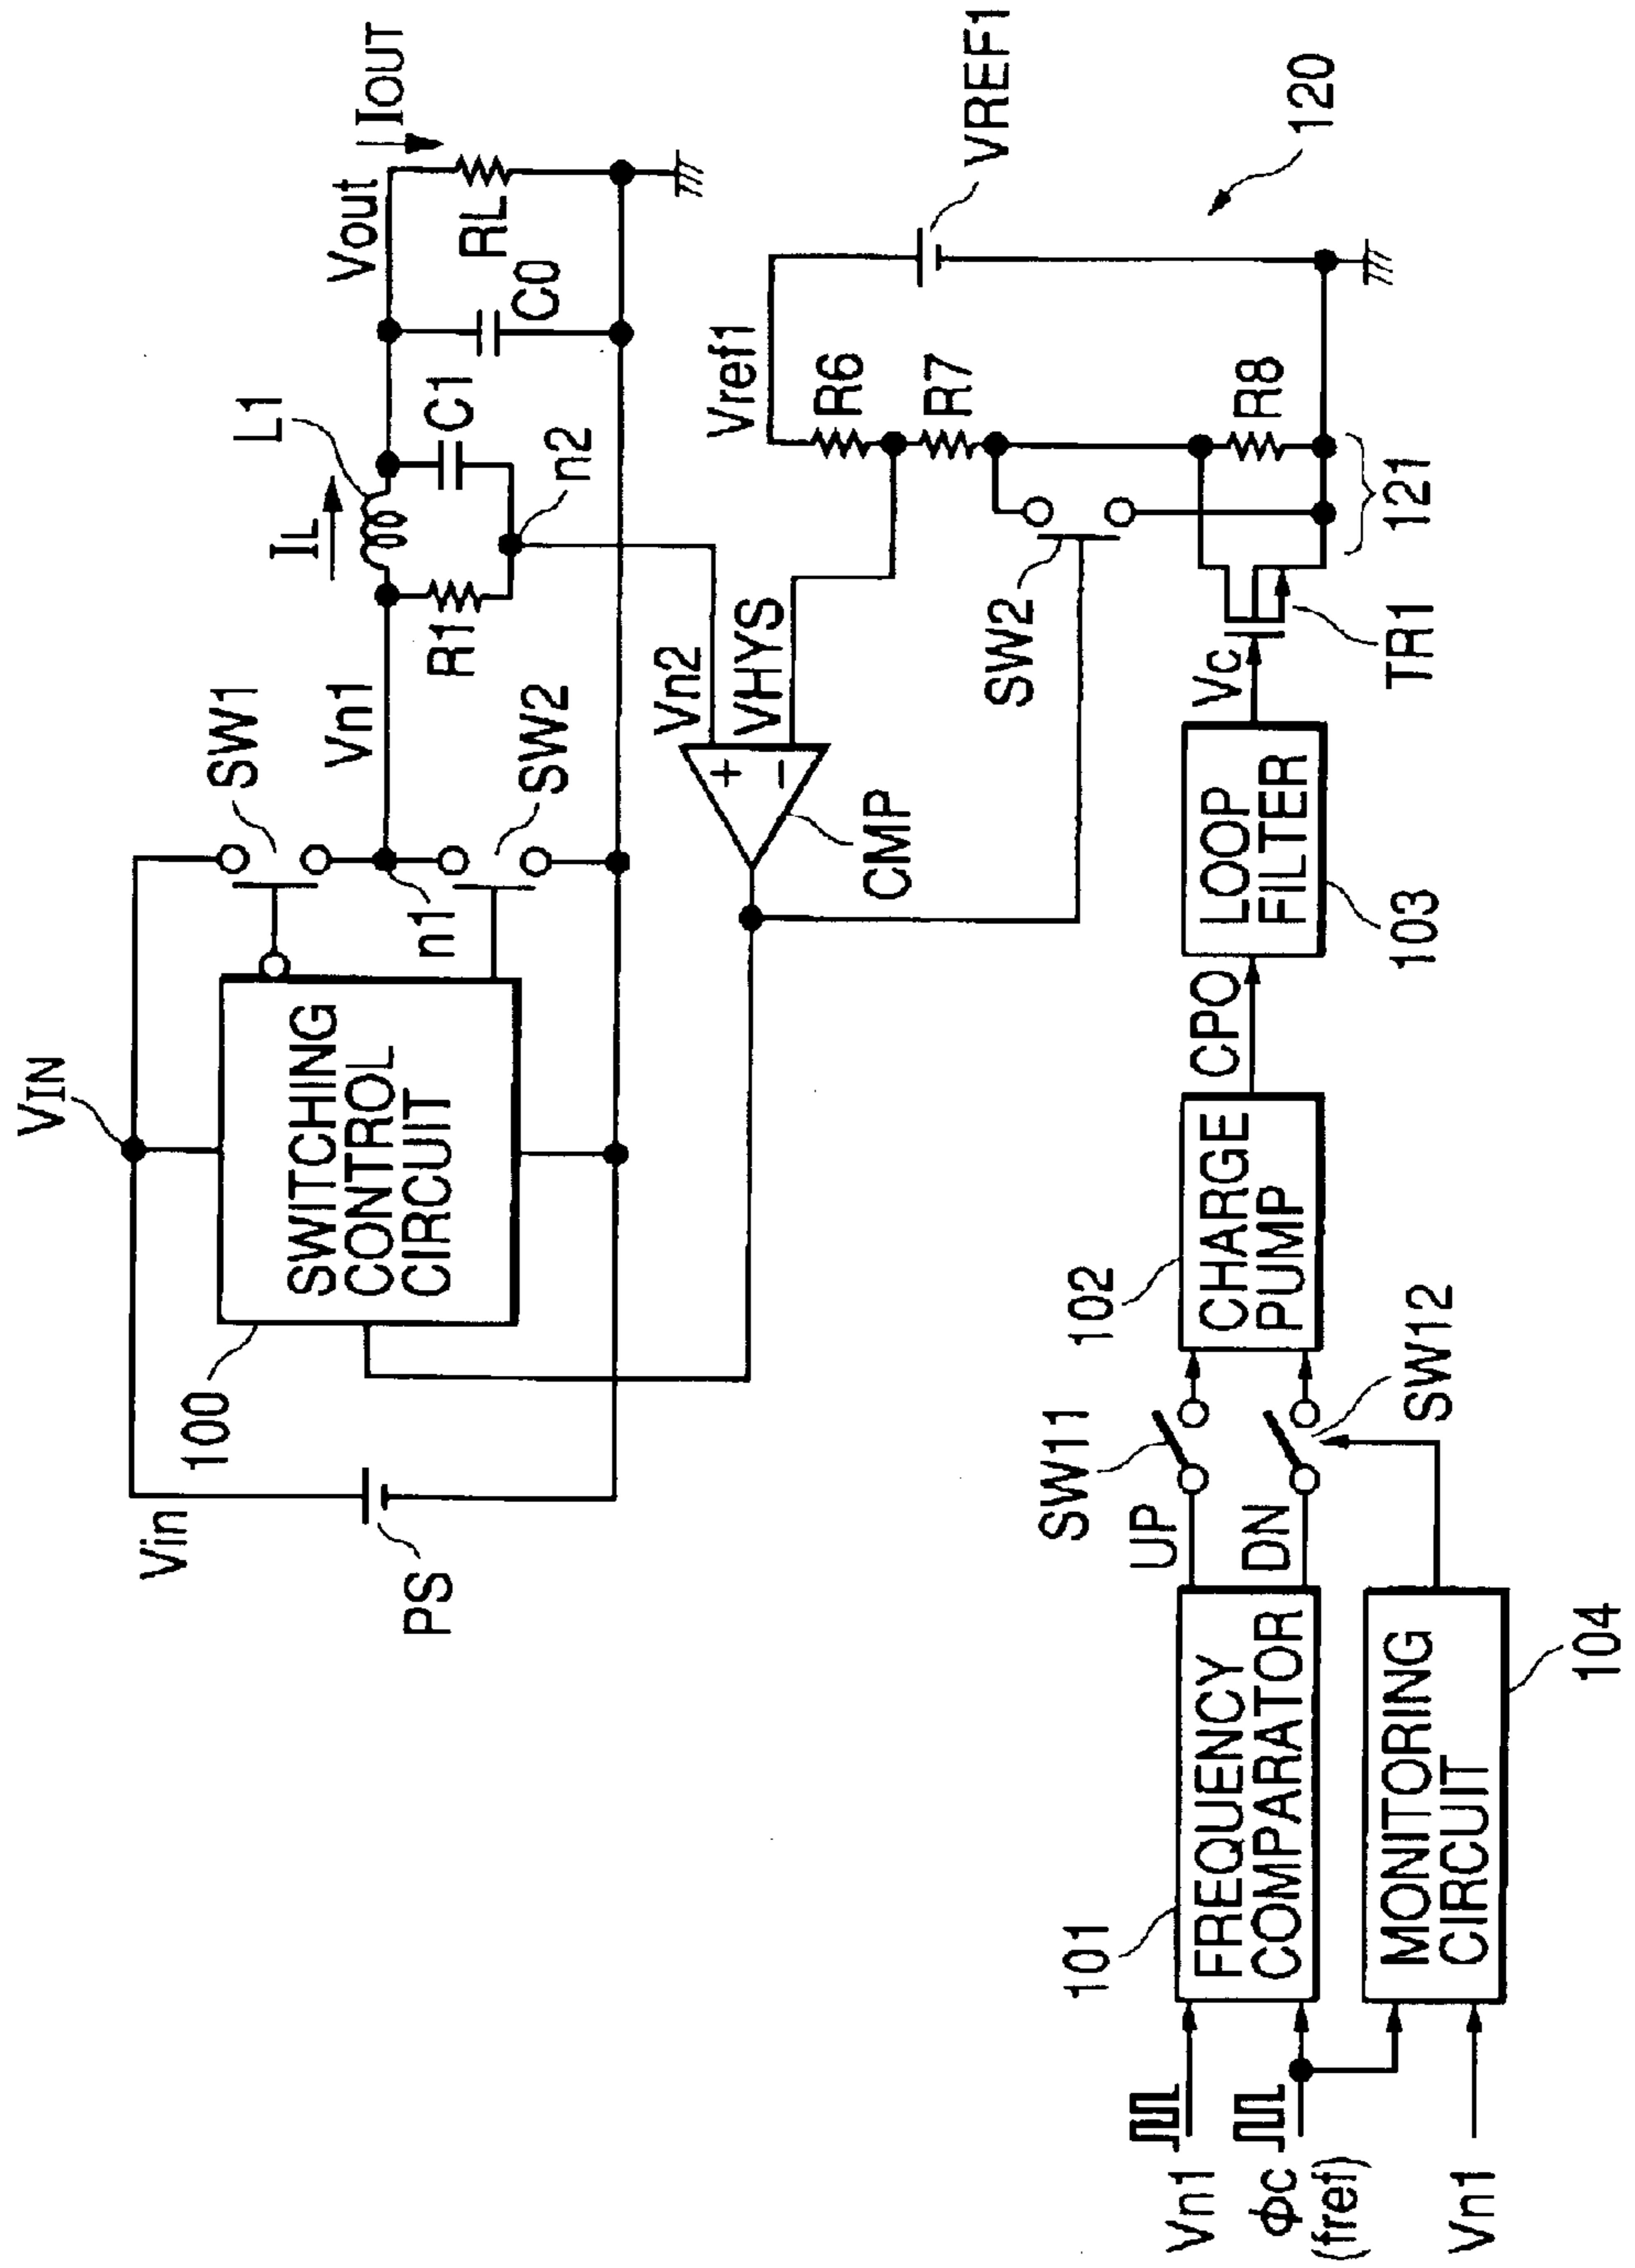 VIN
Vin
PS
100
SWITCHING
CONTROL
CIRCUIT
SW1
n1
SW2
Vn1
IL
L1
R1
C1
n2
Vout
C0
RL
IOUT
Vn2
VHYS
+
−
CMP
Vref1
R6
R7
R8
VREF1
SW2
121
120
Vn1
φc
(fref)
Vn1
101
FREQUENCY
COMPARATOR
MONITORING
CIRCUIT
104
UP
DN
SW11
SW12
102
CHARGE
PUMP
CPO
LOOP
FILTER
103
Vc
TR1